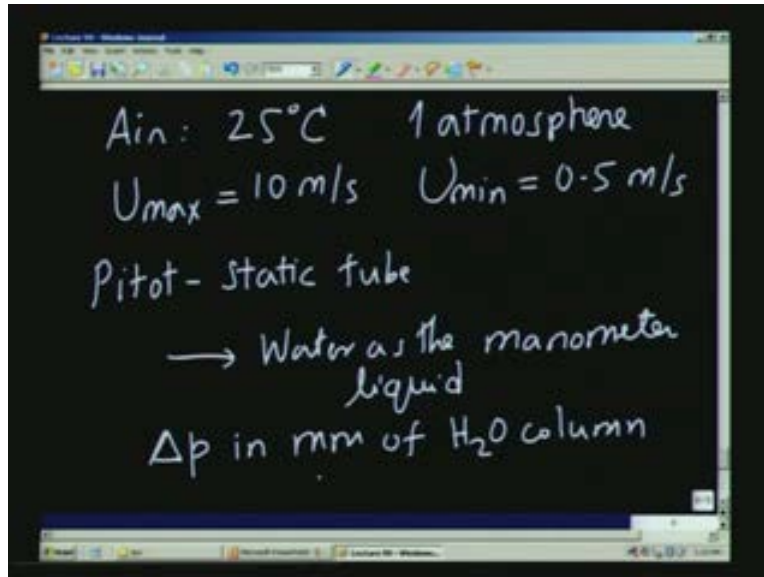 Air: 25°C 1 atmosphere
Umax = 10 m/s Umin = 0.5 m/s
Pitot-static tube
→ Water as the manometer
liquid
Δp in mm of H₂O column